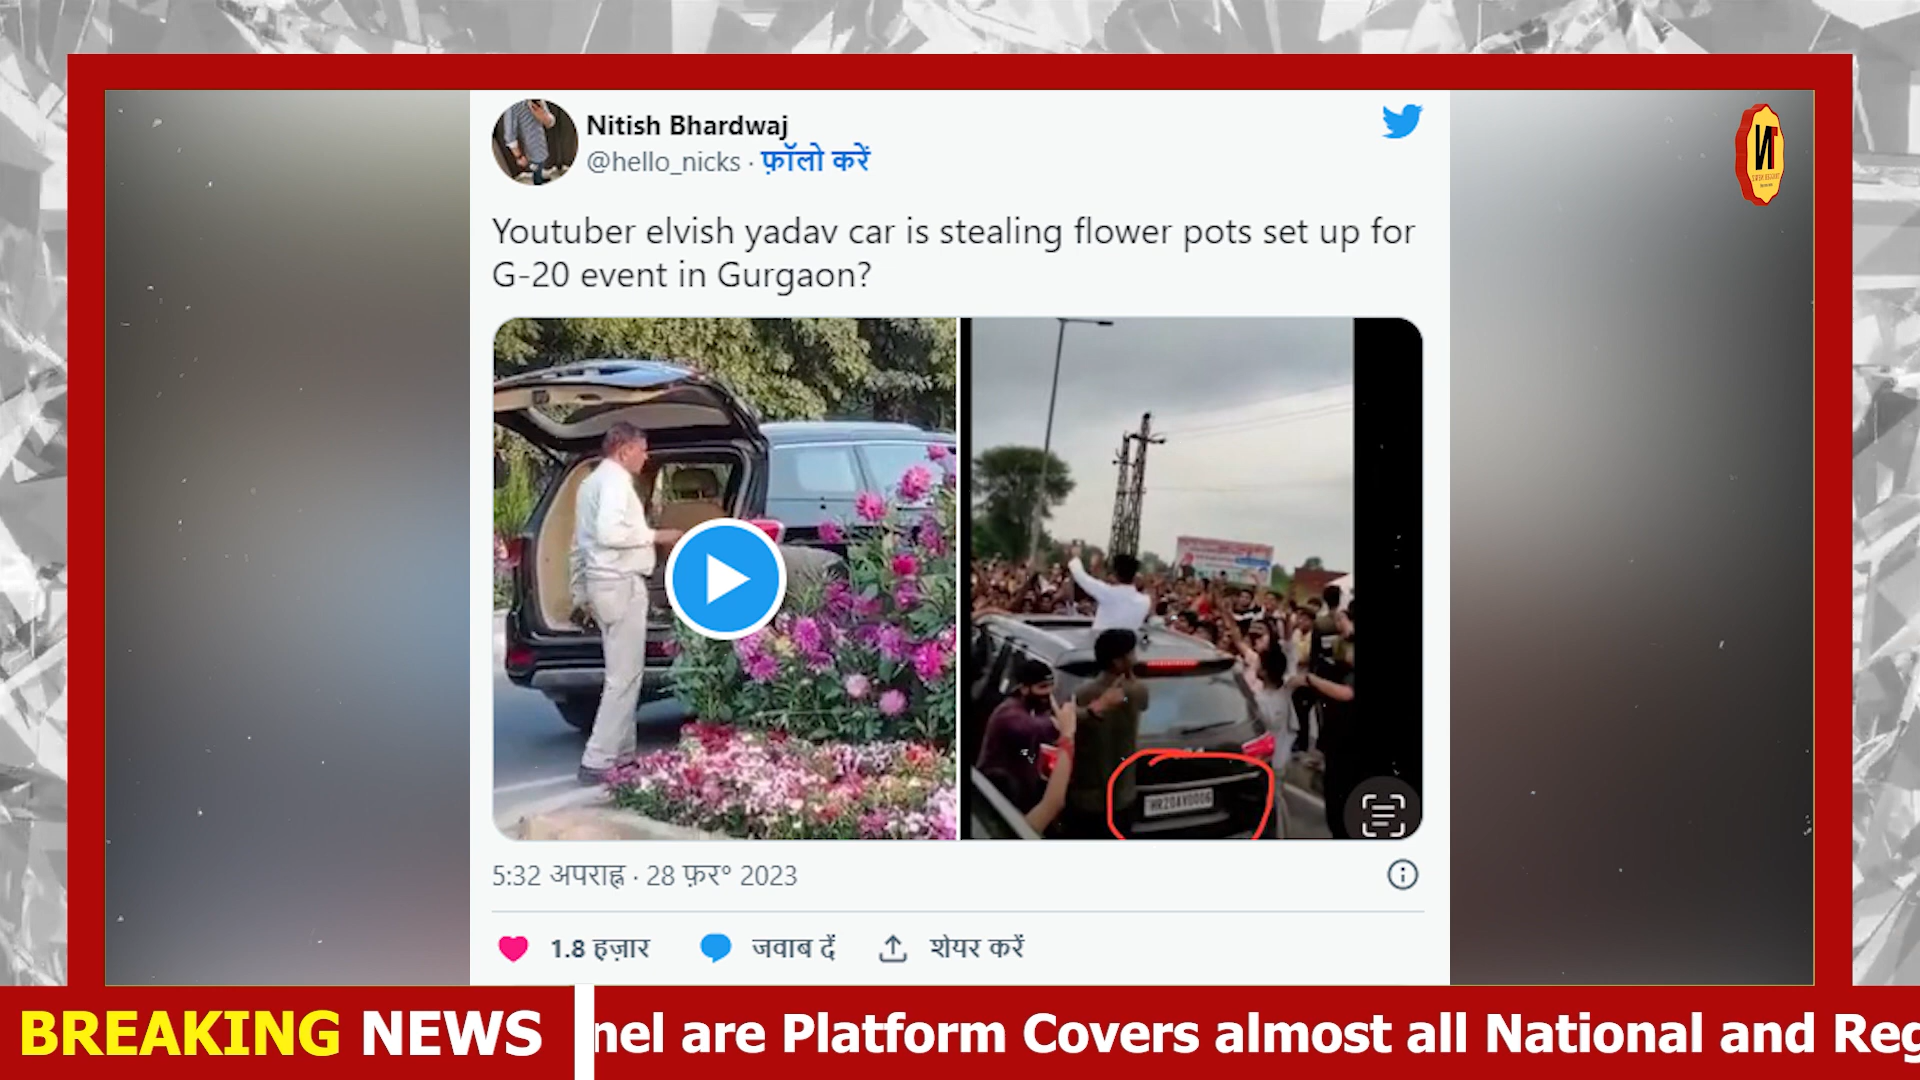 Nitish Bhardwaj
@hello_nicks · फ़ॉलो करें
Youtuber elvish yadav car is stealing flower pots set up for
G-20 event in Gurgaon?
HR20AY0006
5:32 अपराह्न · 28 फ़र॰ 2023
1.8 हज़ार जवाब दें शेयर करें
BREAKING NEWS
nel are Platform Covers almost all National and Reg